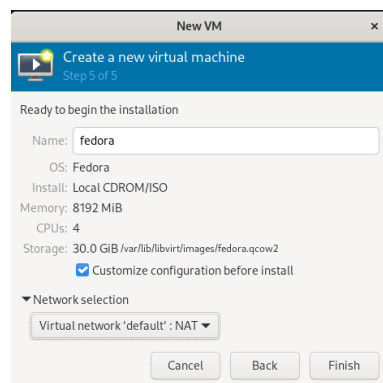 New VM
×
Create a new virtual machine
Step 5 of 5
Ready to begin the installation
Name: fedora
OS: Fedora
Install: Local CDROM/ISO
Memory: 8192 MiB
CPUs: 4
Storage: 30.0 GiB /var/lib/libvirt/images/fedora.qcow2
Customize configuration before install
Network selection
Virtual network 'default' : NAT
Cancel Back Finish